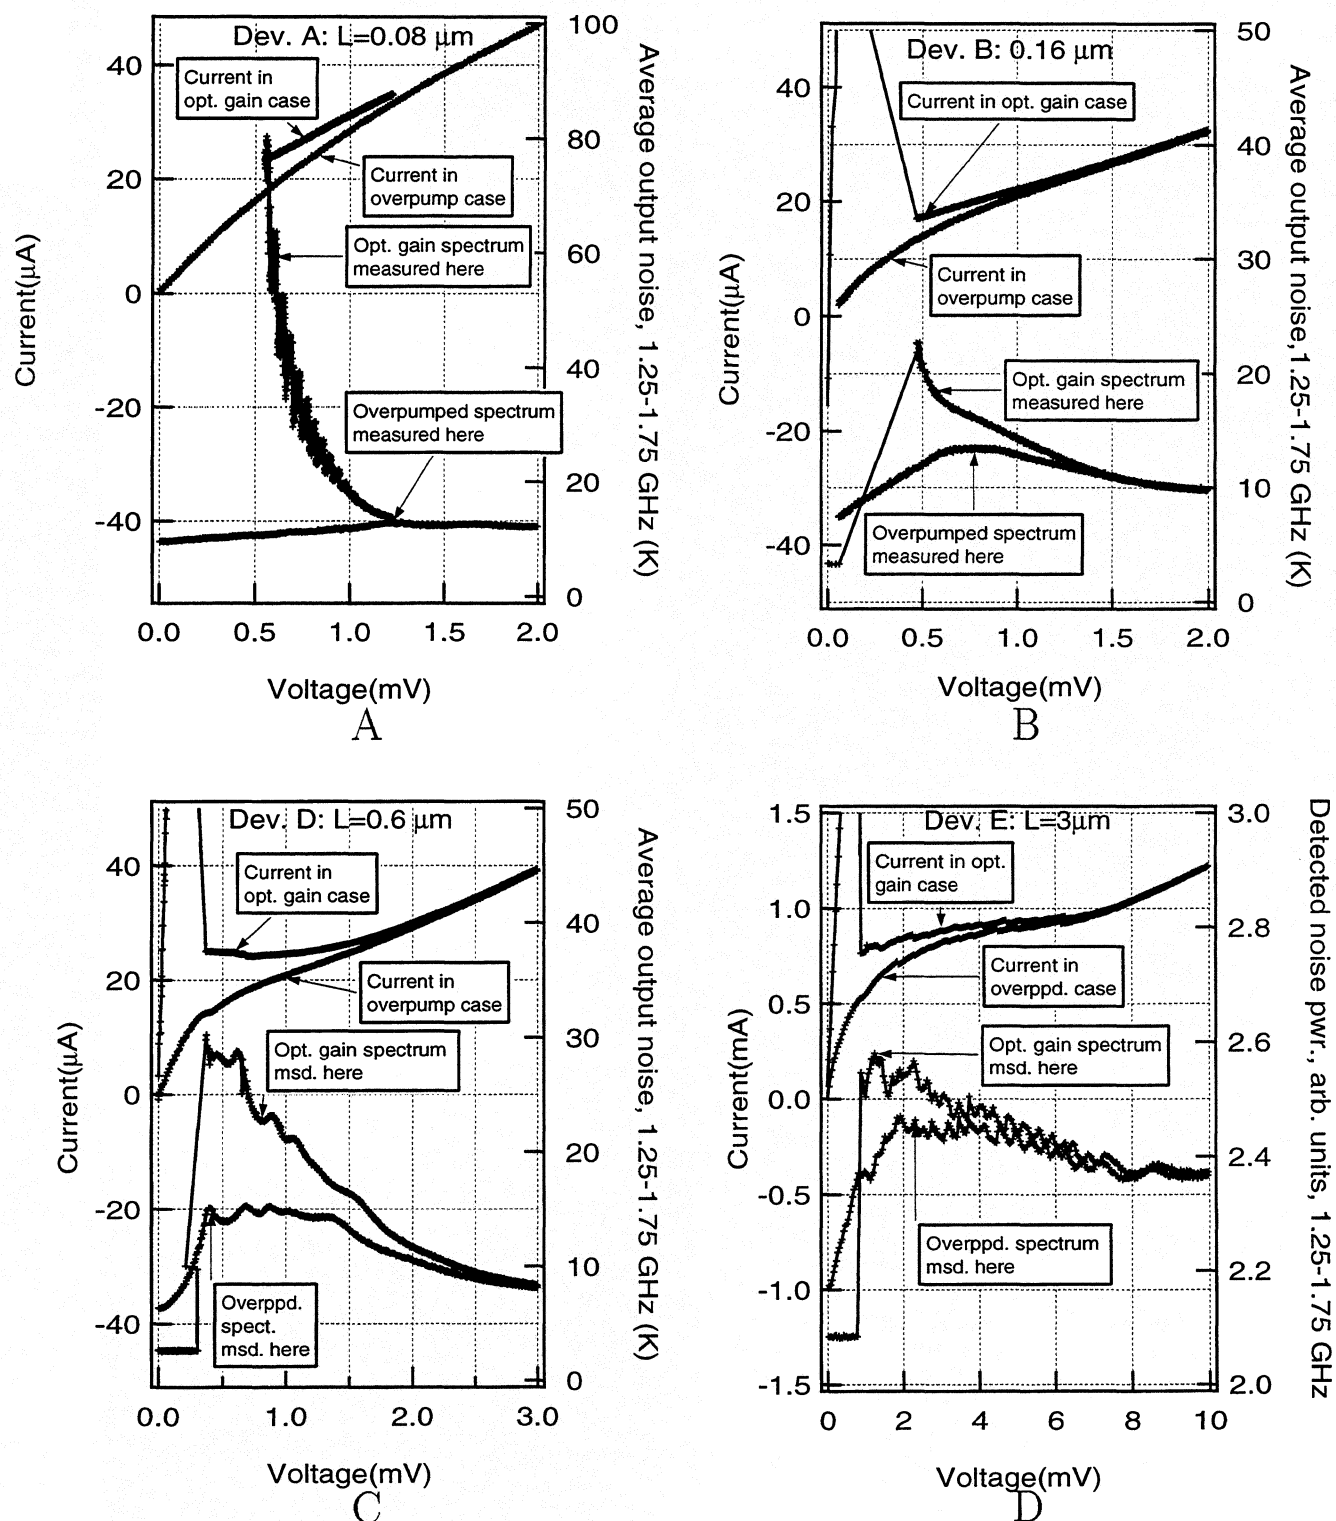 Dev. A: L=0.08 µm
Current in
opt. gain case
Current in
overpump case
Opt. gain spectrum
measured here
Overpumped spectrum
measured here
40
20
0
-20
-40
Current(µA)
100
80
60
40
20
0
Average output noise, 1.25-1.75 GHz (K)
0.0 0.5 1.0 1.5 2.0
Voltage(mV)
A
Dev. B: 0.16 µm
Current in opt. gain case
Current in
overpump case
Opt. gain spectrum
measured here
Overpumped spectrum
measured here
40
20
0
-20
-40
Current(µA)
50
40
30
20
10
0
Average output noise,1.25-1.75 GHz (K)
0.0 0.5 1.0 1.5 2.0
Voltage(mV)
B
Dev. D: L=0.6 µm
Current in
opt. gain case
Current in
overpump case
Opt. gain spectrum
msd. here
Overppd.
spect.
msd. here
40
20
0
-20
-40
Current(µA)
50
40
30
20
10
0
Average output noise, 1.25-1.75 GHz (K)
0.0 1.0 2.0 3.0
Voltage(mV)
C
Dev. E: L=3µm
Current in opt.
gain case
Current in
overppd. case
Opt. gain spectrum
msd. here
Overppd. spectrum
msd. here
1.5
1.0
0.5
0.0
-0.5
-1.0
-1.5
Current(mA)
3.0
2.8
2.6
2.4
2.2
2.0
Detected noise pwr., arb. units, 1.25-1.75 GHz
0 2 4 6 8 10
Voltage(mV)
D